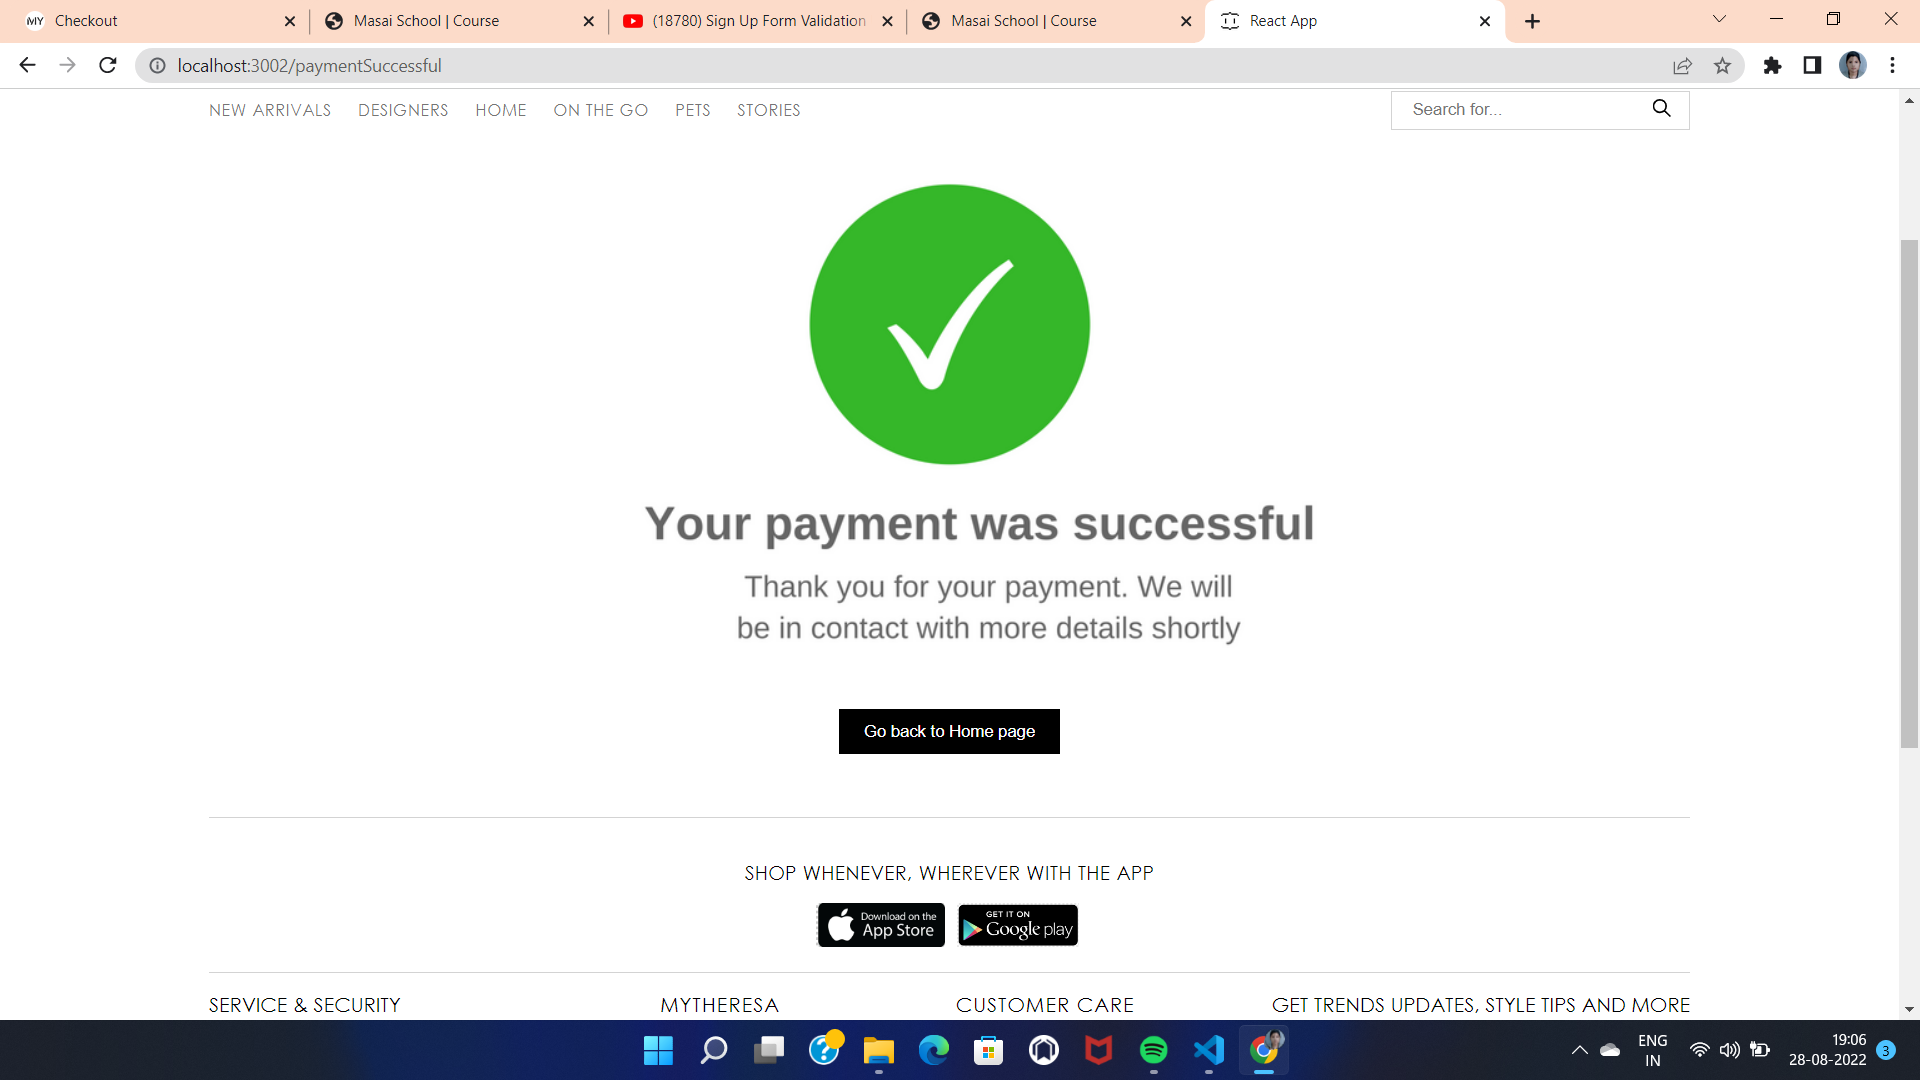 MY Checkout
Masai School | Course
(18780) Sign Up Form Validation
Masai School | Course
React App
localhost:3002/paymentSuccessful
NEW ARRIVALS DESIGNERS HOME ON THE GO PETS STORIES
Search for...
Your payment was successful
Thank you for your payment. We will
be in contact with more details shortly
Go back to Home page
SHOP WHENEVER, WHEREVER WITH THE APP
Download on the
App Store
GET IT ON
Google play
SERVICE & SECURITY
MYTHERESA
CUSTOMER CARE
GET TRENDS UPDATES, STYLE TIPS AND MORE
ENG
IN
19:06
28-08-2022
3